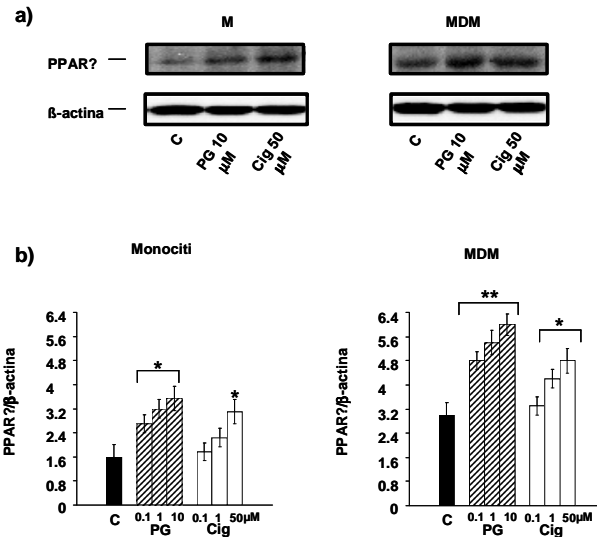 a)
M MDM
PPAR?
ß-actina
C PG 10 µM Cig 50 µM C PG 10 µM Cig 50 µM
b)
Monociti MDM
PPAR?/β-actina
6.4
5.6
4.8
4.0
3.2
2.4
1.6
0.8
0
*
*
C 0.1 1 10 0.1 1 50µM
PG Cig
PPAR?/β-actina
6.4
5.6
4.8
4.0
3.2
2.4
1.6
0.8
0
**
*
C 0.1 1 10 0.1 1 50µM
PG Cig